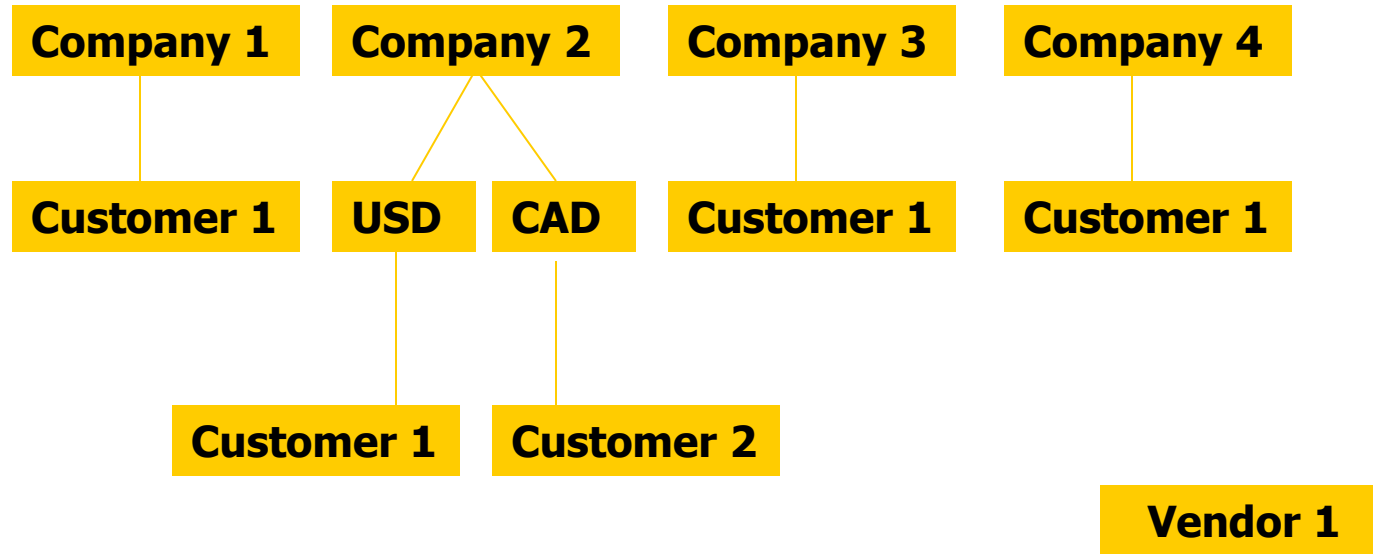 Company 1
Company 2
Company 3
Company 4
Customer 1
USD
CAD
Customer 1
Customer 1
Customer 1
Customer 2
Vendor 1